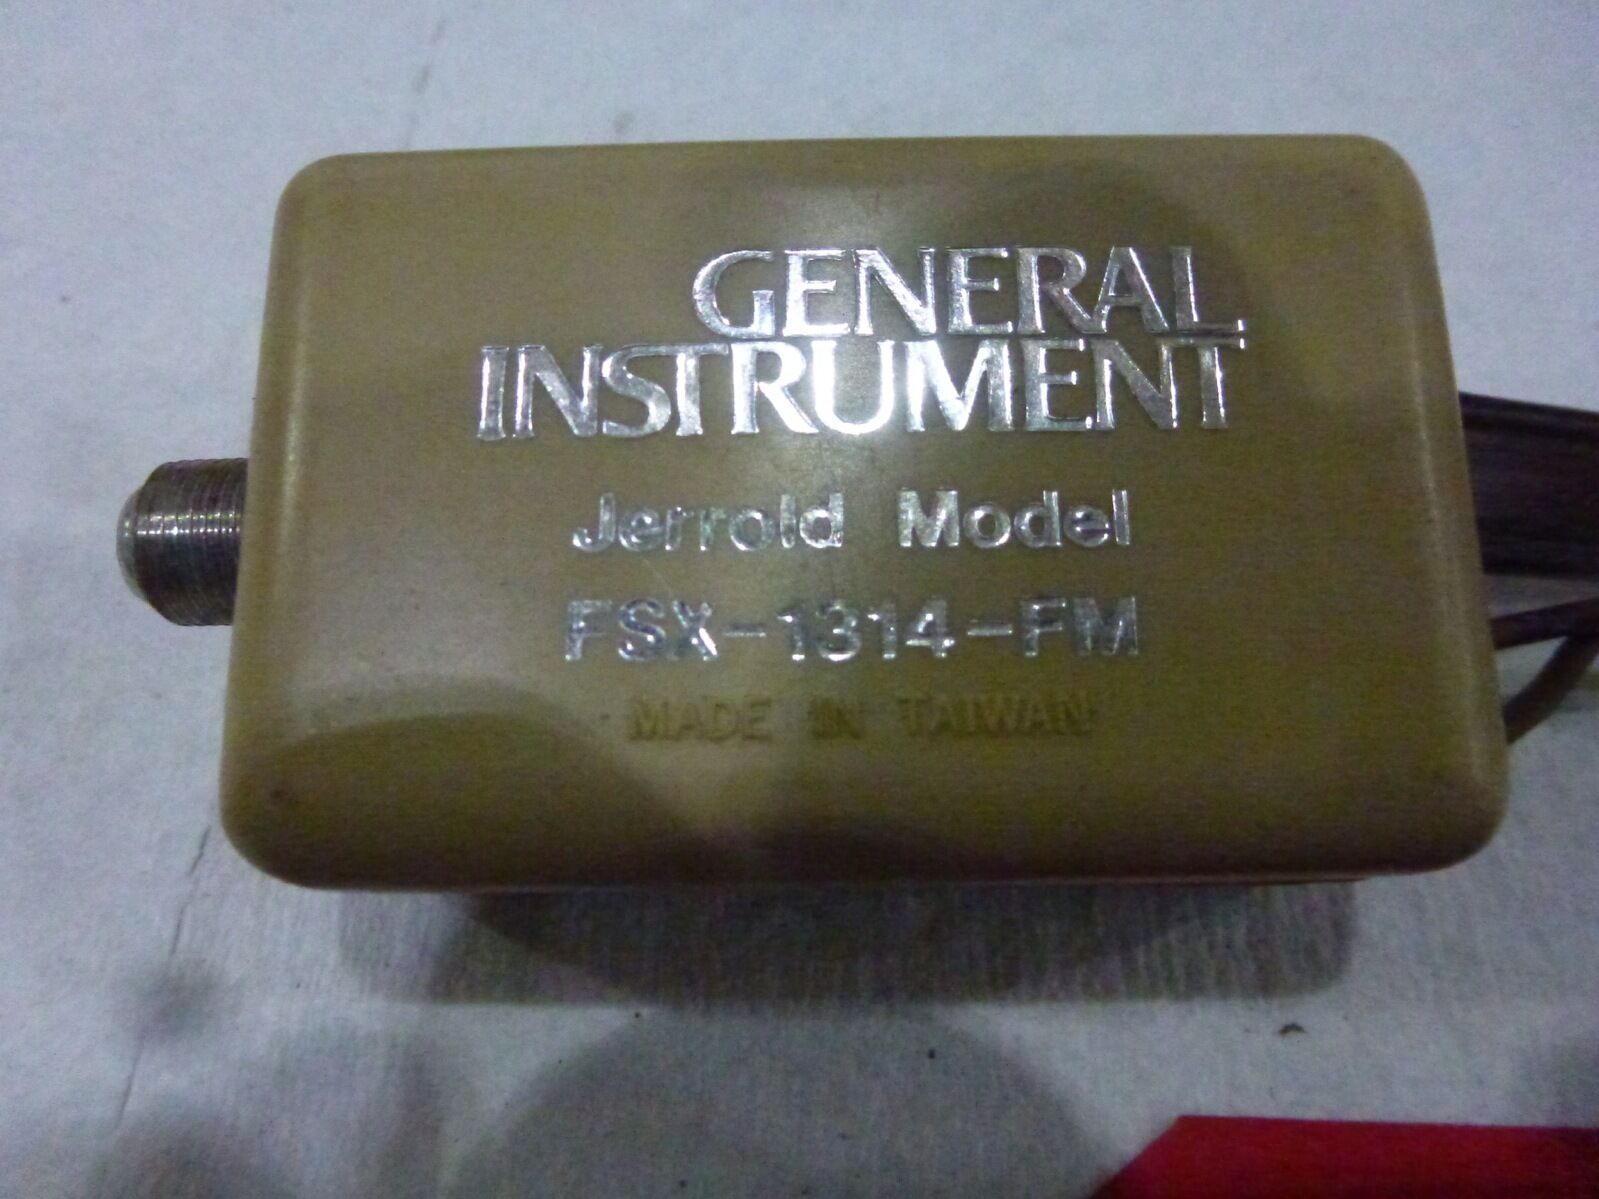 GENERAL
INSTRUMENT
Jerrold Model
FSX-1314-FM
MADE IN TAIWAN